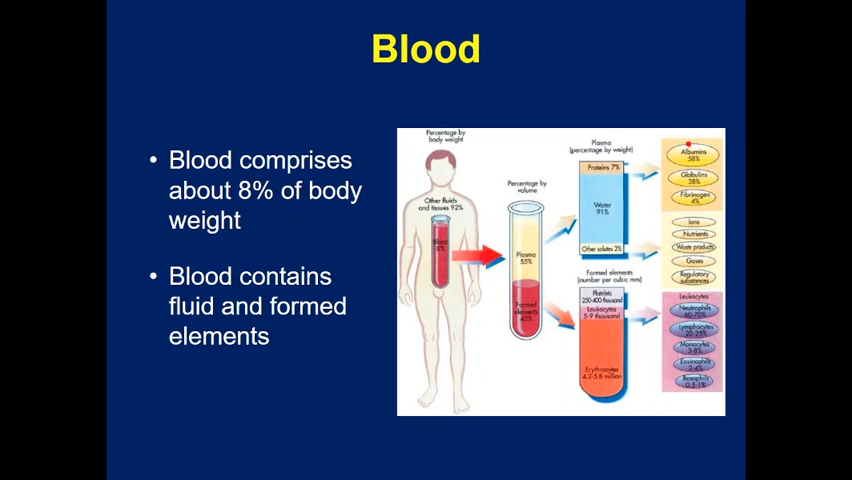 Blood
• Blood comprises
about 8% of body
weight
• Blood contains
fluid and formed
elements
Percentage by
body weight
Other fluids
and tissues 92%
Blood
8%
Percentage by
volume
Plasma
55%
Formed
elements
45%
Plasma
(percentage by weight)
Proteins 7%
Water
91%
Other solutes 2%
Formed elements
(number per cubic mm)
Platelets
250-400 thousand
Leukocytes
5-9 thousand
Erythrocytes
4.2-5.8 million
Albumins
58%
Globulins
38%
Fibrinogen
4%
Ions
Nutrients
Waste products
Gases
Regulatory
substances
Leukocytes
Neutrophils
60-70%
Lymphocytes
20-25%
Monocytes
3-8%
Eosinophils
2-4%
Basophils
0.5-1%